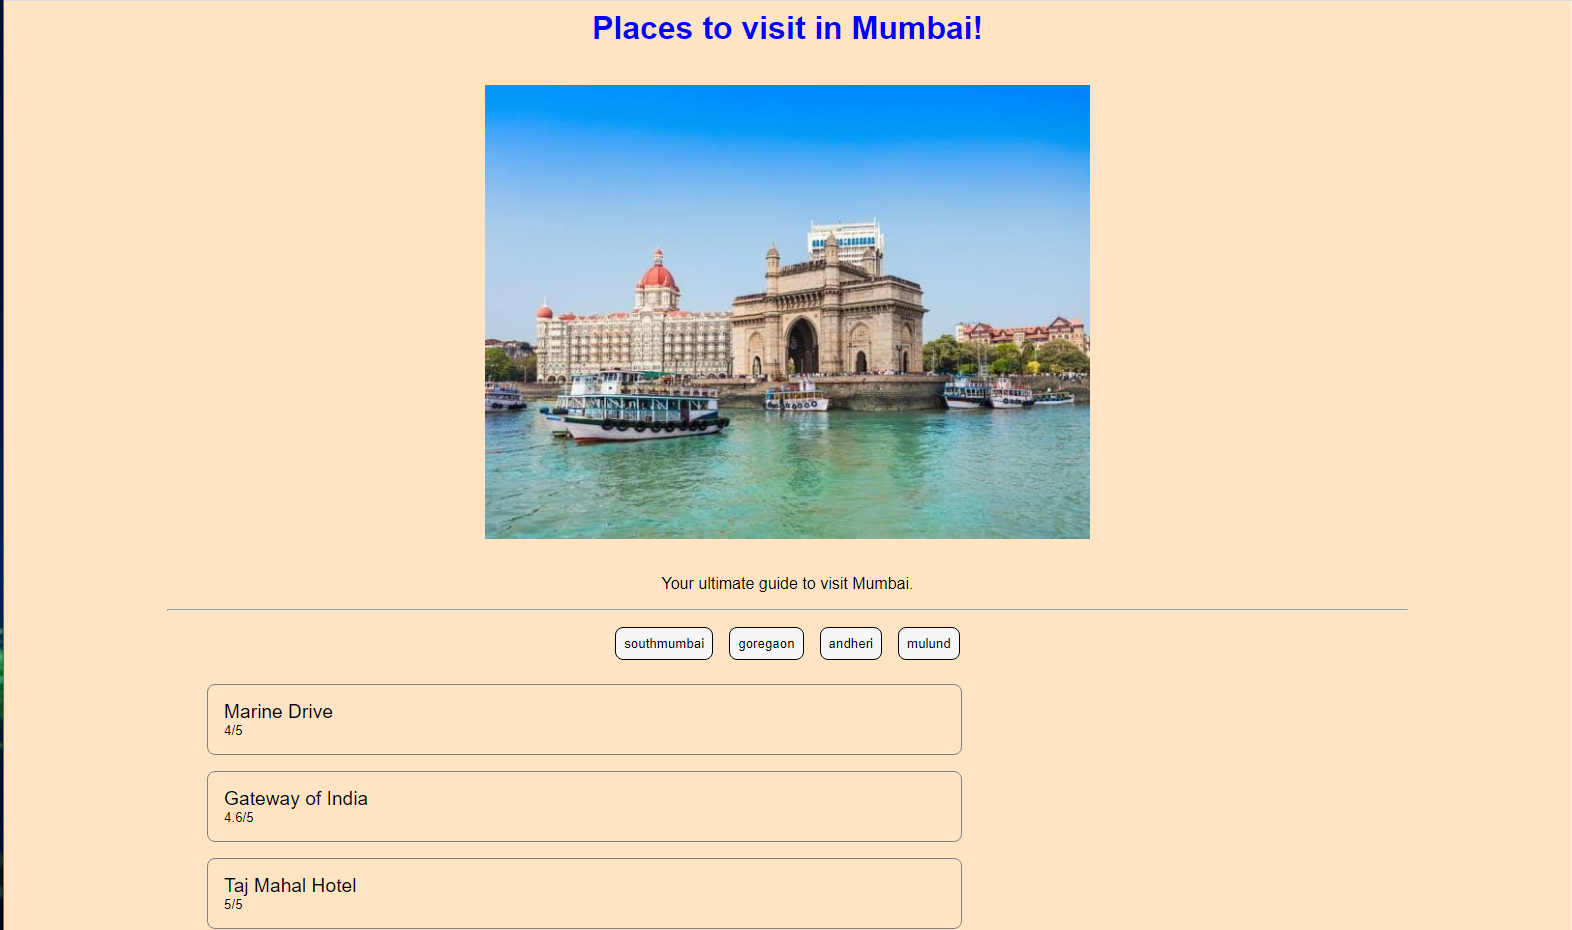 Places to visit in Mumbai!
Your ultimate guide to visit Mumbai.
southmumbai goregaon andheri mulund
Marine Drive
4/5
Gateway of India
4.6/5
Taj Mahal Hotel
5/5